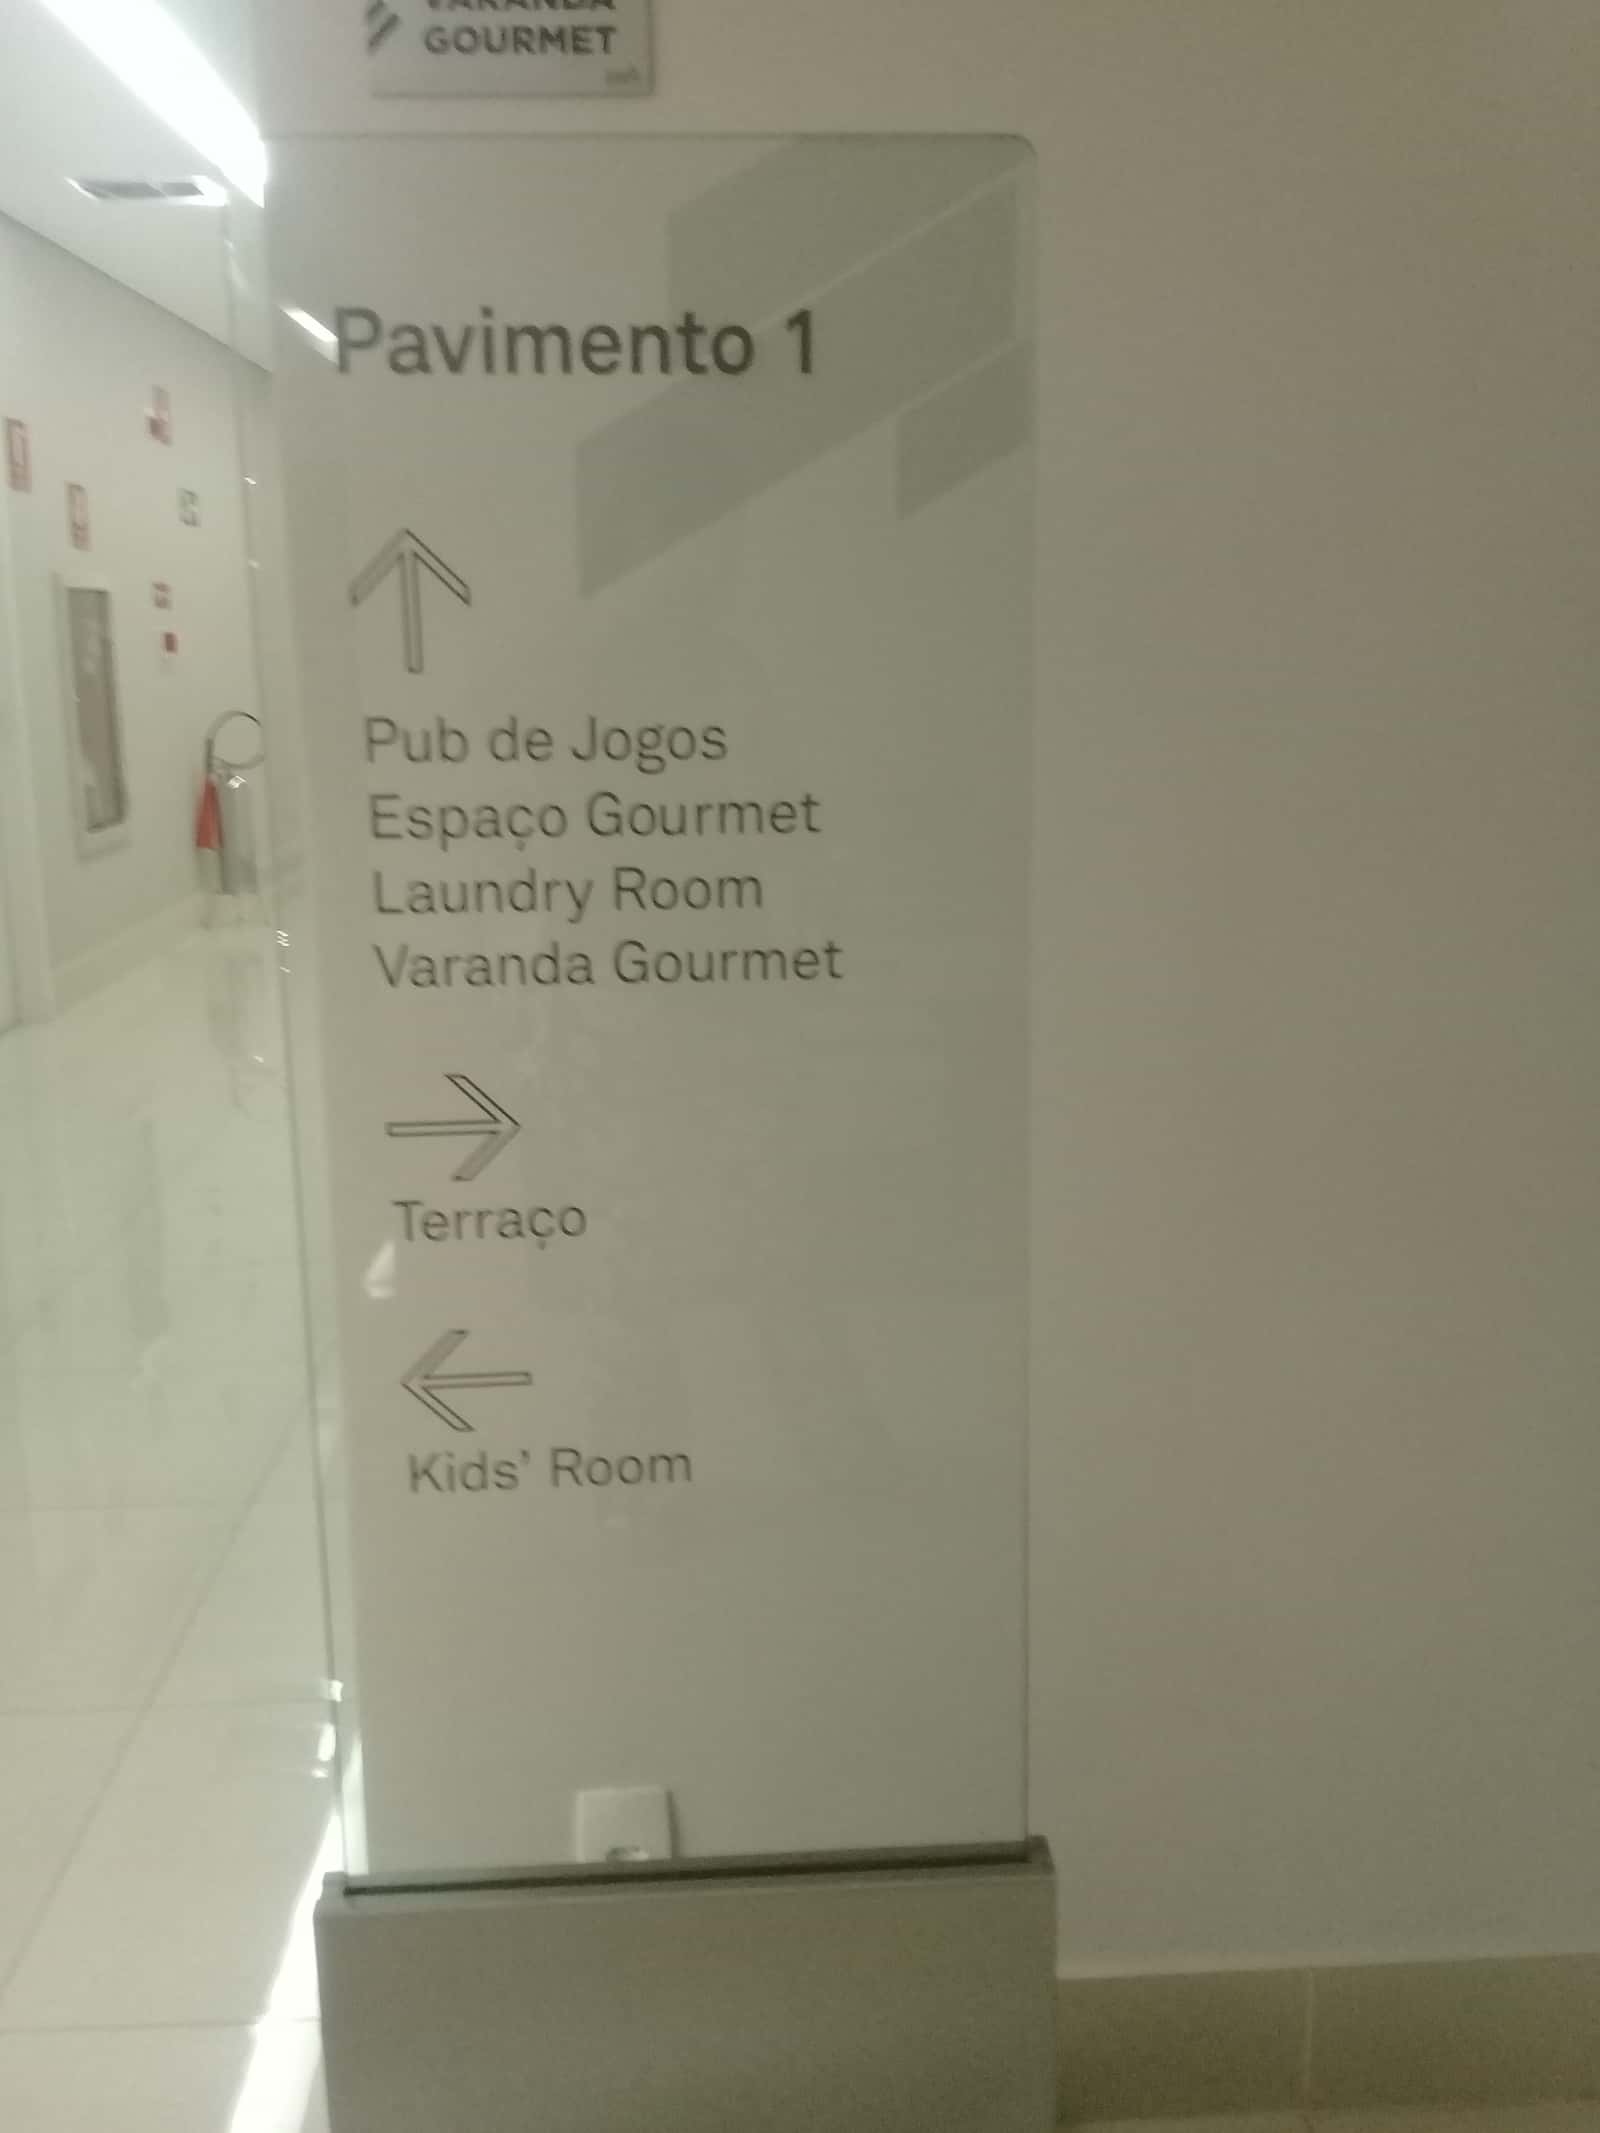 GOURMET
Pavimento 1
Pub de Jogos
Espaço Gourmet
Laundry Room
Varanda Gourmet
Terraço
Kids' Room